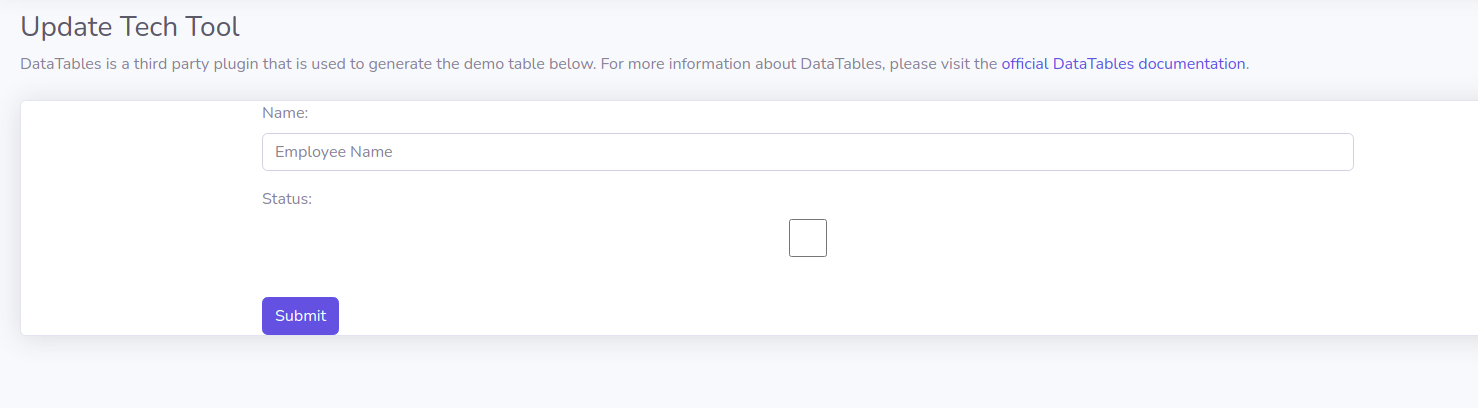 Update Tech Tool
DataTables is a third party plugin that is used to generate the demo table below. For more information about DataTables, please visit the official DataTables documentation.
Name:
Employee Name
Status:
Submit